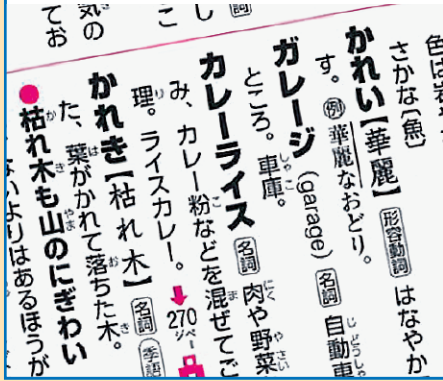 色は岩や
さかな〔魚〕
かれい【華麗】形容動詞 はなやか
す。例 華麗なおどり。
ガレージ（garage）名詞 自動車
ところ。車庫。
カレーライス 名詞 肉や野菜
み、カレー粉などを混ぜてご
理。ライスカレー。➡270ページ
かれき【枯れ木】名詞 季語
た、葉がかれて落ちた木。
●枯れ木も山のにぎわい
ないよりはあるほうが
名詞
し
こ
気の
てお